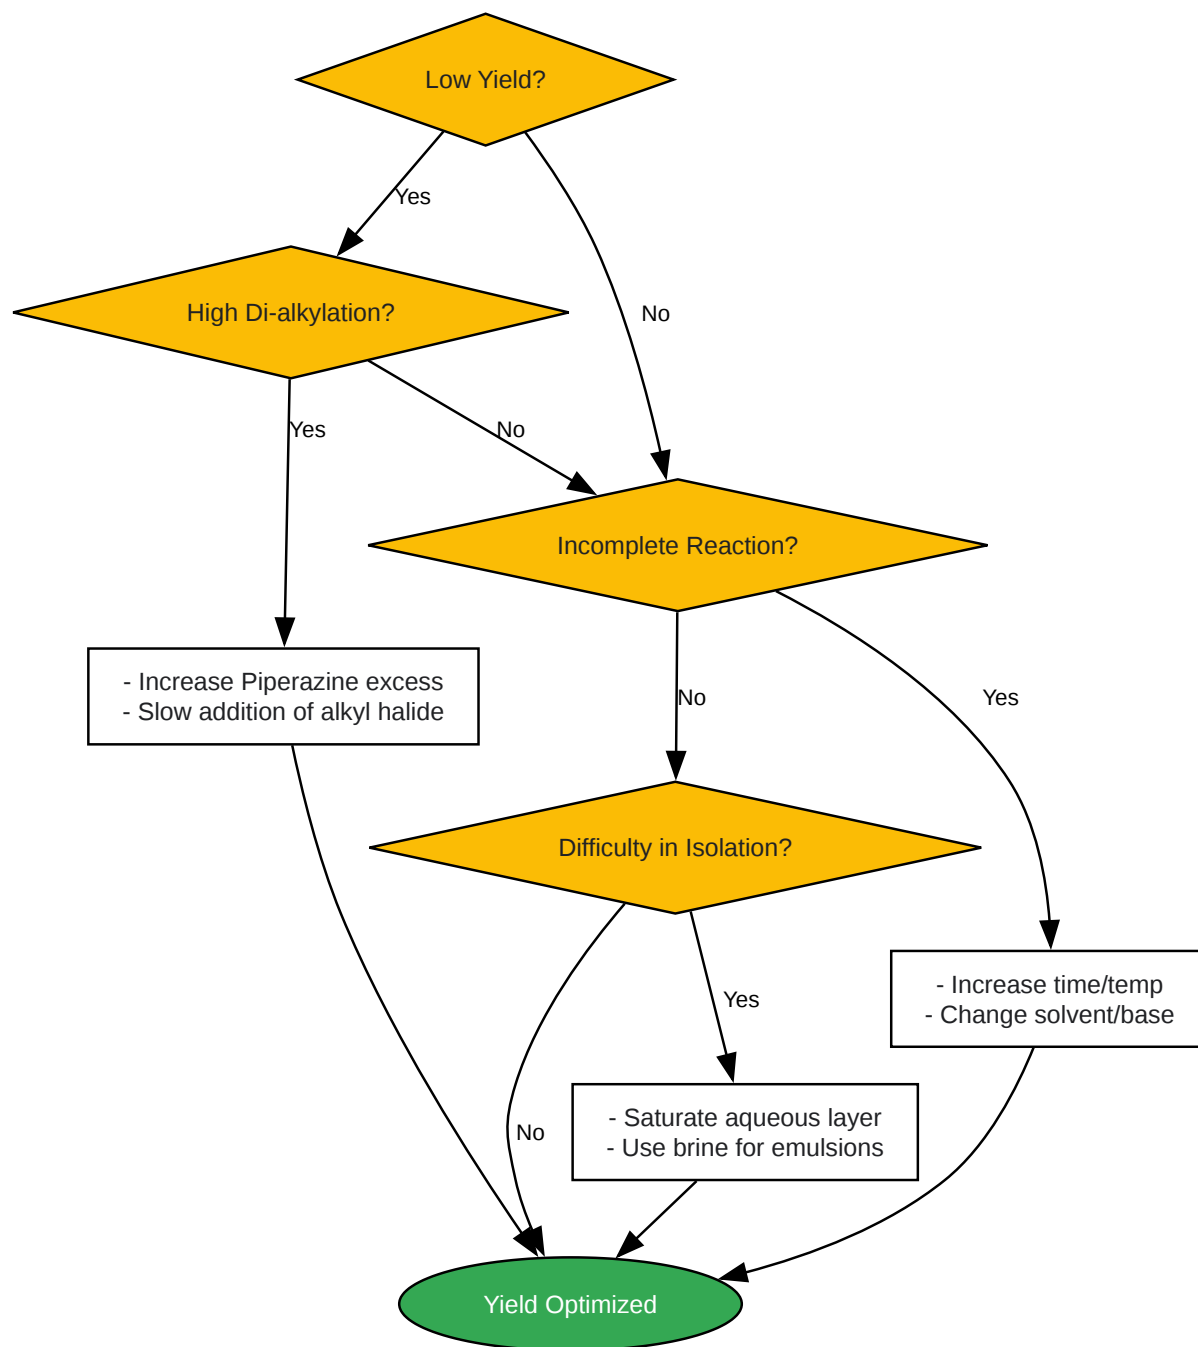 Low Yield?
Yes
High Di-alkylation?
No
Yes
No
Incomplete Reaction?
- Increase Piperazine excess
- Slow addition of alkyl halide
No
Yes
Difficulty in Isolation?
- Increase time/temp
- Change solvent/base
Yes
No
- Saturate aqueous layer
- Use brine for emulsions
Yield Optimized